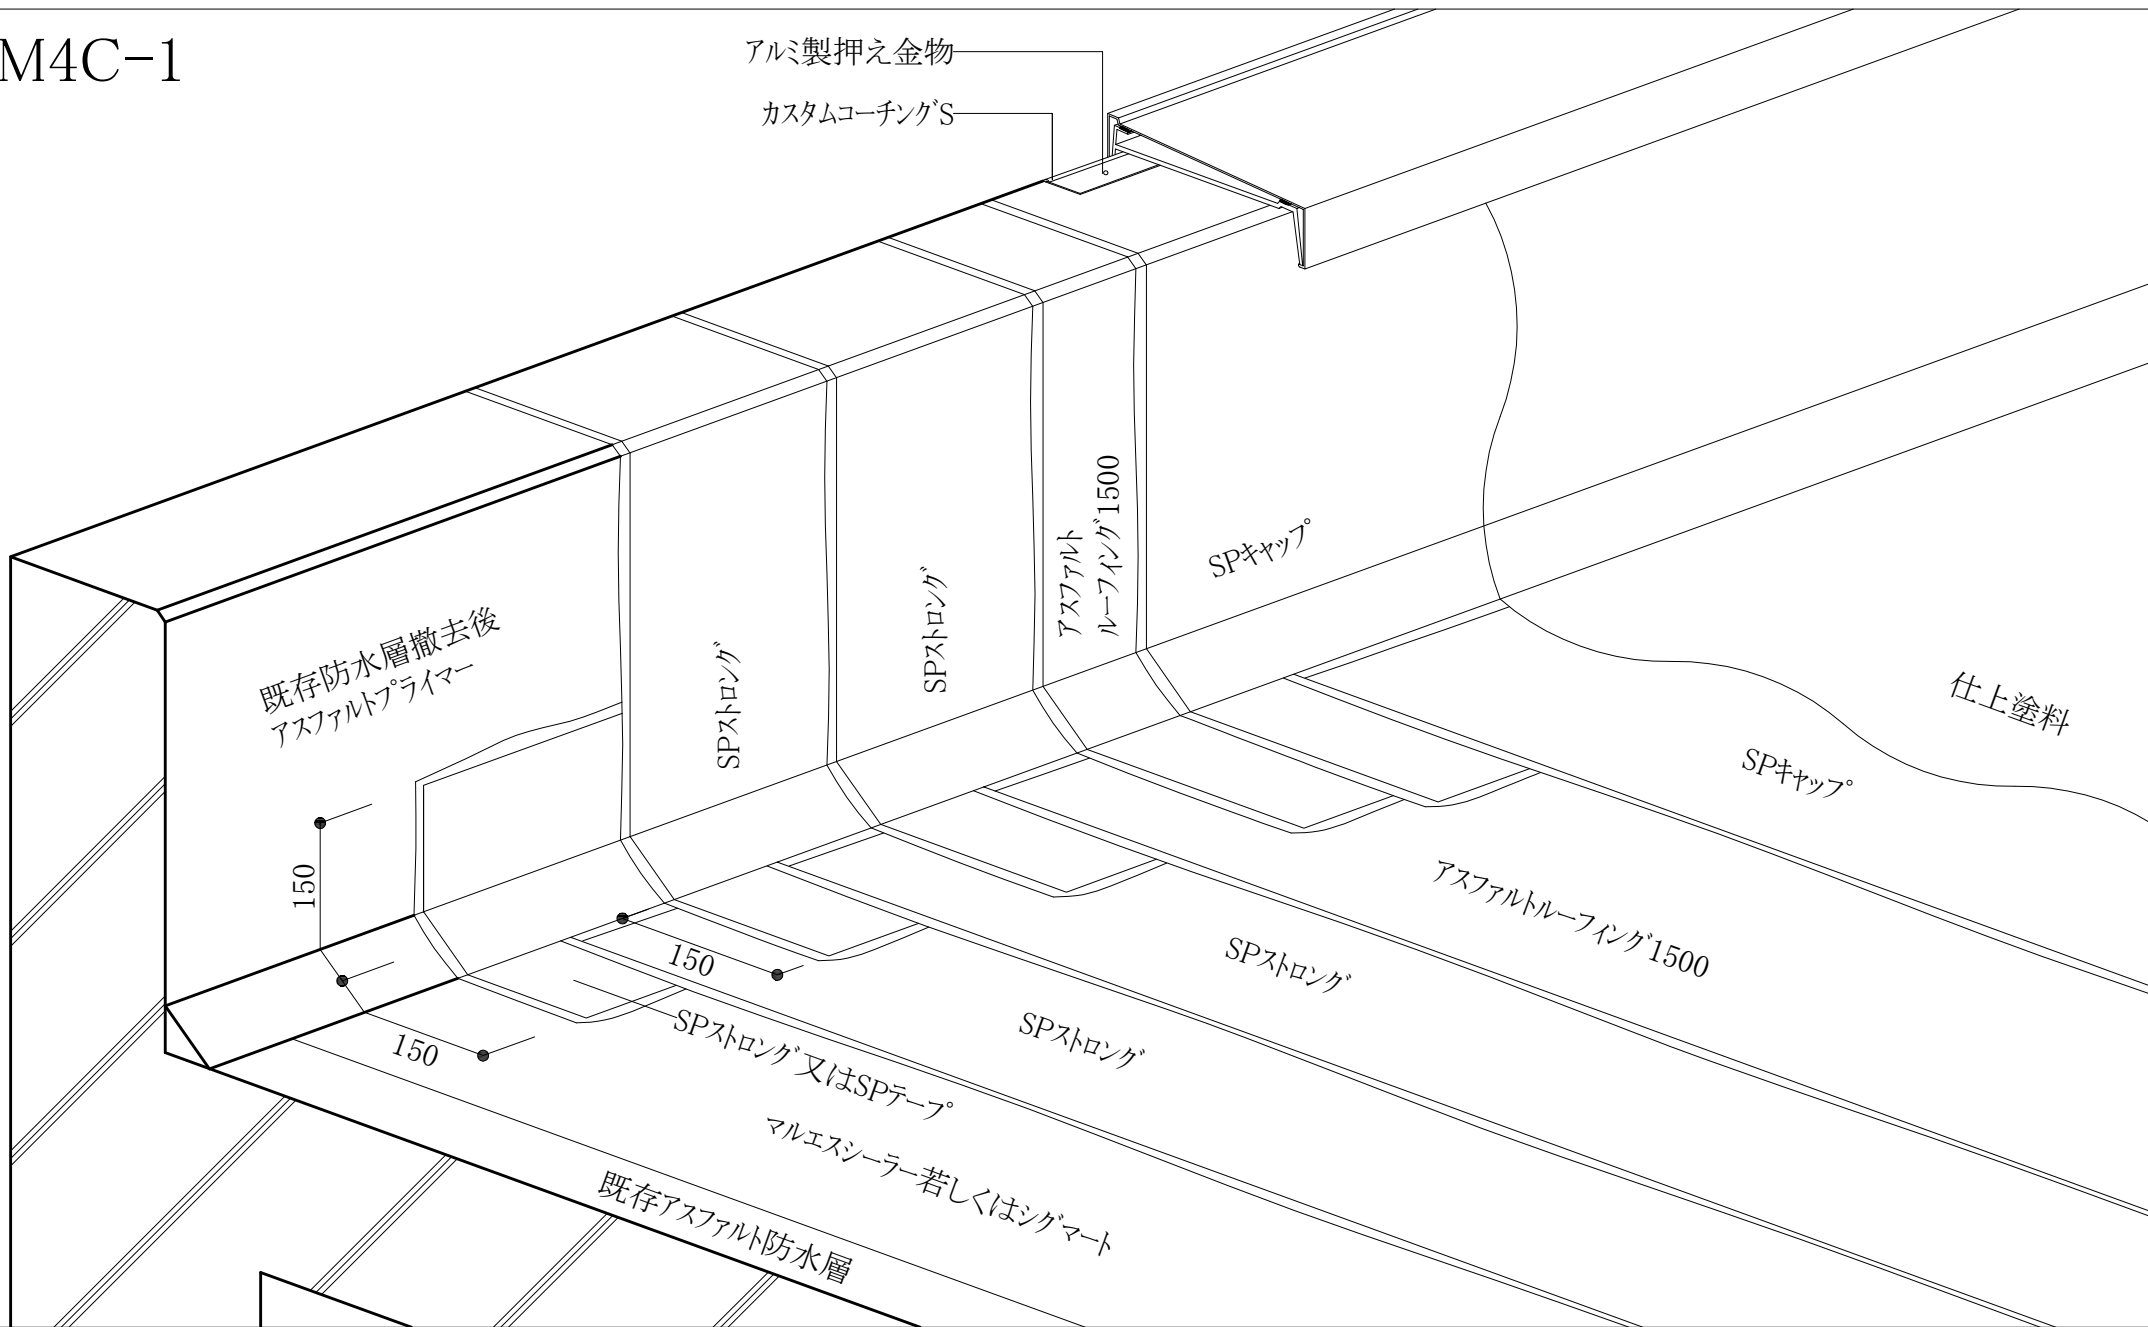 M4C-1
アルミ製押え金物
カスタムコーチングS
アスファルト
ルーフィング1500
SPキャップ
SPストロング
SPストロング
既存防水層撤去後
アスファルトプライマー
仕上塗料
SPキャップ
アスファルトルーフィング1500
SPストロング
SPストロング
150
150
150
SPストロング又はSPテープ
マルエスシーラー若しくはシグマート
既存アスファルト防水層